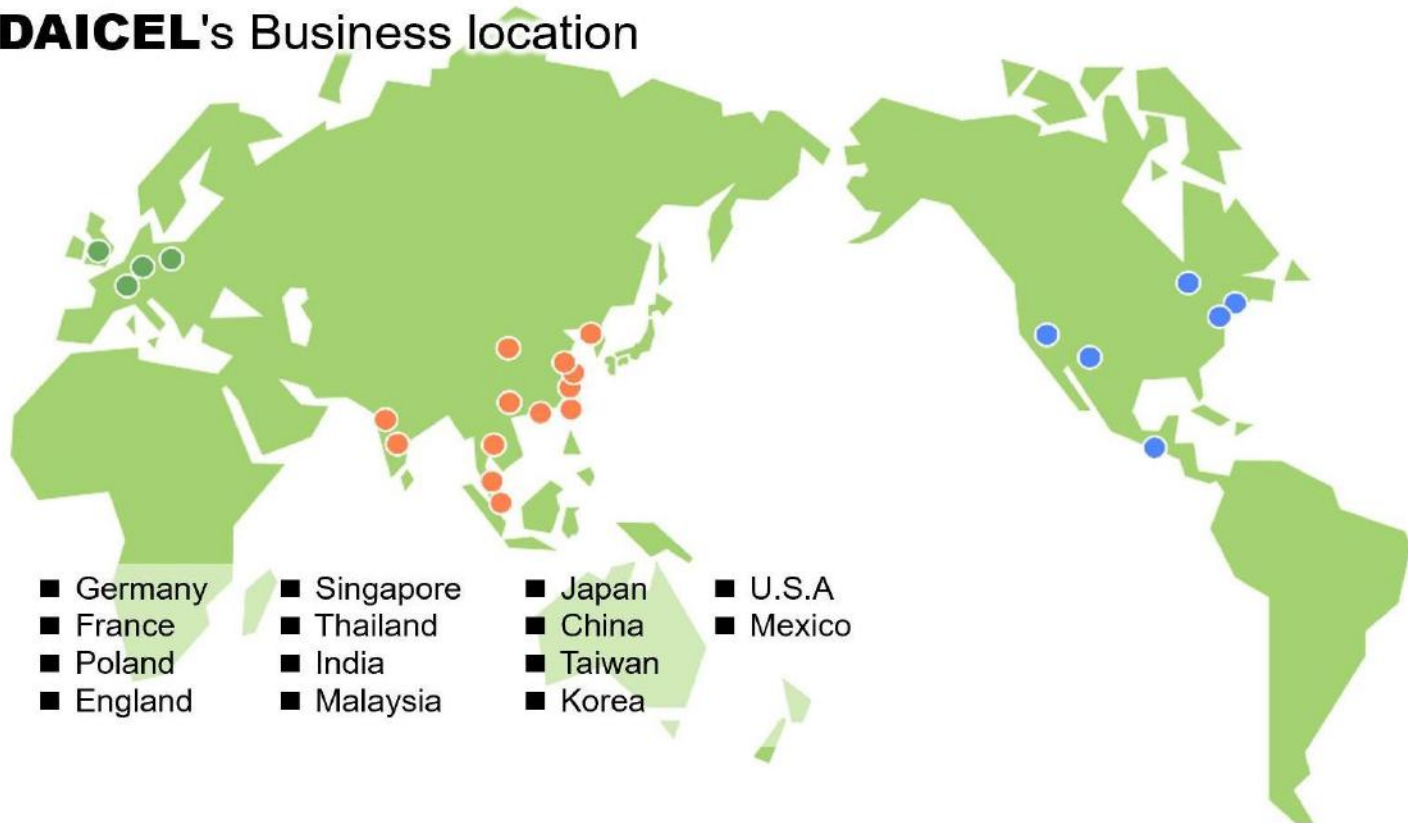 DAICEL's Business location
■ Germany
■ France
■ Poland
■ England
■ Singapore
■ Thailand
■ India
■ Malaysia
■ Japan
■ China
■ Taiwan
■ Korea
■ U.S.A
■ Mexico